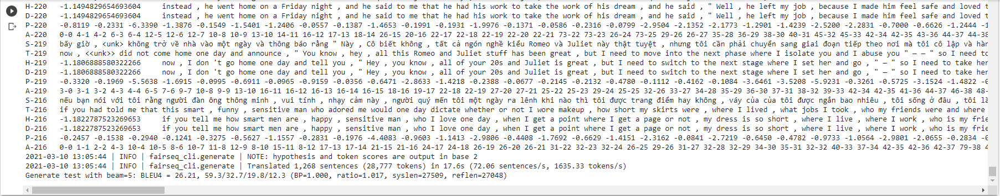 H-220 -1.1494829654693604 instead , he went home on a Friday night , and he said to me that he had his work to take the work of his dream , and he said , " Well , he left my job , because I made him feel safe and loved t
D-220 -1.1494829654693604 instead , he went home on a Friday night , and he said to me that he had his work to take the work of his dream , and he said , " Well , he left my job , because I made him feel safe and loved t
P-220 -0.8119 -0.2331 -6.3390 -1.3876 -0.1549 -1.5401 -1.2406 -0.0557 -0.1387 -1.4653 -0.1991 -0.1931 -1.9976 -0.1371 -0.0586 -0.2316 -0.0799 -2.9504 -2.1352 -2.1773 -1.2901 -1.4239 -2.5200 -2.2831 -0.7000 -0.6626 -1.2444 -1
A-220 0-0 4-1 4-2 6-3 6-4 12-5 12-6 12-7 10-8 10-9 13-10 14-11 16-12 17-13 18-14 26-15 20-16 22-17 22-18 22-19 22-20 22-21 73-22 73-23 26-24 73-25 29-26 26-27 35-28 36-29 38-30 40-31 45-32 45-33 42-34 42-35 42-36 44-37 44-38
S-219 bấy giờ , <unk> không trở về nhà vào một ngày và thông báo rằng " Này , Cô biết không , tất cả ngón nghề kiểu Romeo và Juliet này thật tuyệt , nhưng tôi cần phải chuyển sang giai đoạn tiếp theo nơi mà tôi cô lập và hàn
T-219 now , <<unk>> did not come home one day and announce , " You know , hey , all this Romeo and Juliet stuff has been great , but I need to move into the next phase where I isolate you and I abuse you " — — " so I need to
H-219 -1.1806888580322266 now , I don 't go home one day and tell you , " Hey , you know , all of your 20s and Juliet is great , but I need to switch to the next stage where I set her and go , " — " so I need to take her
D-219 -1.1806888580322266 now , I don 't go home one day and tell you , " Hey , you know , all of your 20s and Juliet is great , but I need to switch to the next stage where I set her and go , " — " so I need to take her
P-219 -0.3320 -0.1969 -5.5638 -1.6915 -0.0995 -0.6911 -0.0965 -0.9159 -0.0356 -0.6471 -2.8633 -1.4218 -0.2388 -0.0677 -0.2145 -0.2132 -0.4780 -0.1112 -0.4162 -0.1084 -3.6461 -3.5208 -5.9231 -0.3261 -0.5725 -3.1524 -1.4822 -0
A-219 3-0 3-1 3-2 4-3 4-4 6-5 7-6 9-7 10-8 9-9 13-10 16-11 16-12 16-13 16-14 16-15 18-16 19-17 22-18 22-19 27-20 27-21 25-22 25-23 29-24 25-25 32-26 33-27 34-28 35-29 36-30 37-31 38-32 39-33 42-34 42-35 41-36 44-37 46-38 48-
S-216 nếu bạn nói với tôi rằng người đàn ông thông minh , vui tính , nhạy cảm này , người quý mến tôi một ngày ra lênh khi nào thì tôi được trang điểm hay không , váy của của tôi được ngắn bao nhiêu , tôi sống ở đâu , tôi là
T-216 if you had told me that this smart , funny , sensitive man who adored me would one day dictate whether or not I wore makeup , how short my skirts were , where I lived , what jobs I took , who my friends were and where
H-216 -1.1822787523269653 if you tell me how smart men are , happy , sensitive man , who I love one day , when I get a point where I get a page or not , my dress is so short , where I live , where I work , who is my frie
D-216 -1.1822787523269653 if you tell me how smart men are , happy , sensitive man , who I love one day , when I get a point where I get a page or not , my dress is so short , where I live , where I work , who is my frie
P-216 -0.2457 -0.1538 -0.2940 -0.1241 -0.3275 -0.5627 -1.1557 -0.2831 -0.1976 -4.4083 -0.9603 -1.1413 -2.9806 -0.4408 -1.7692 -0.6629 -1.4151 -2.3162 -0.0841 -2.7219 -0.6450 -0.4782 -0.9733 -1.0564 -2.9801 -2.0655 -0.2834 -0
A-216 0-0 1-1 2-2 4-3 10-4 10-5 8-6 10-7 11-8 12-9 8-10 15-11 8-12 17-13 17-14 21-15 21-16 24-17 24-18 26-19 26-20 26-21 31-22 32-23 32-24 26-25 29-26 31-27 32-28 32-29 34-30 35-31 32-32 40-33 37-34 42-35 42-36 42-37 79-38 4
2021-03-10 13:05:44 | INFO | fairseq_cli.generate | NOTE: hypothesis and token scores are output in base 2
2021-03-10 13:05:44 | INFO | fairseq_cli.generate | Translated 1,268 sentences (28,777 tokens) in 17.6s (72.06 sentences/s, 1635.33 tokens/s)
Generate test with beam=5: BLEU4 = 26.21, 59.3/32.7/19.8/12.3 (BP=1.000, ratio=1.017, syslen=27509, reflen=27048)